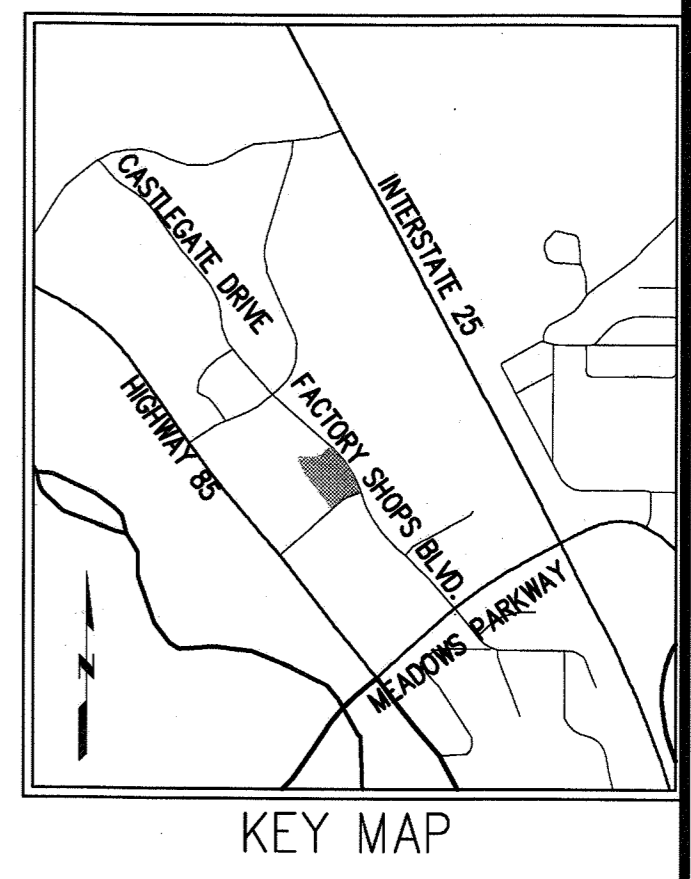 CASTLEGATE DRIVE
INTERSTATE 25
HIGHWAY 85
FACTORY SHOPS BLVD.
MEADOWS PARKWAY
N
KEY MAP